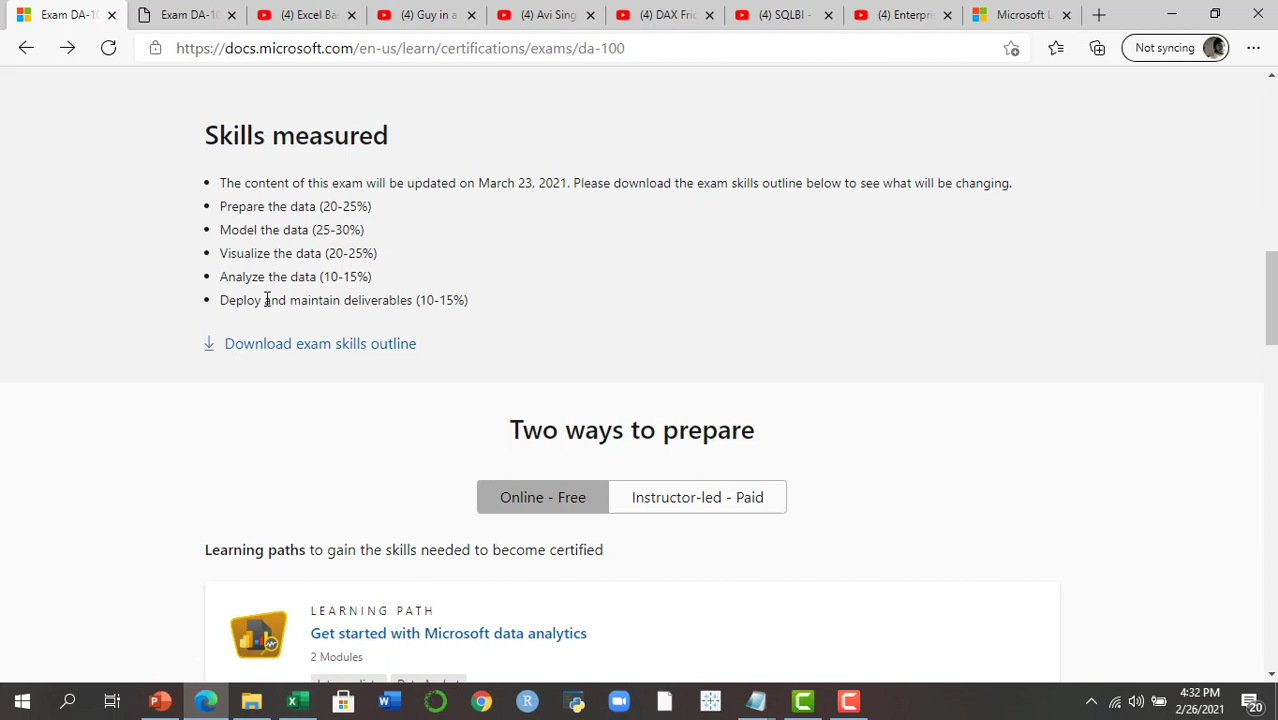 Exam DA-10
Exam DA-10
(4) Excel Bas
(4) Guy in a
(4) Avi Sing
(4) DAX Fric
(4) SQLBI -
(4) Enterpri
Microsoft L
https://docs.microsoft.com/en-us/learn/certifications/exams/da-100
Not syncing
Skills measured
• The content of this exam will be updated on March 23, 2021. Please download the exam skills outline below to see what will be changing.
• Prepare the data (20-25%)
• Model the data (25-30%)
• Visualize the data (20-25%)
• Analyze the data (10-15%)
• Deploy and maintain deliverables (10-15%)
Download exam skills outline
Two ways to prepare
Online - Free
Instructor-led - Paid
Learning paths to gain the skills needed to become certified
LEARNING PATH
Get started with Microsoft data analytics
2 Modules
4:32 PM
2/26/2021
20